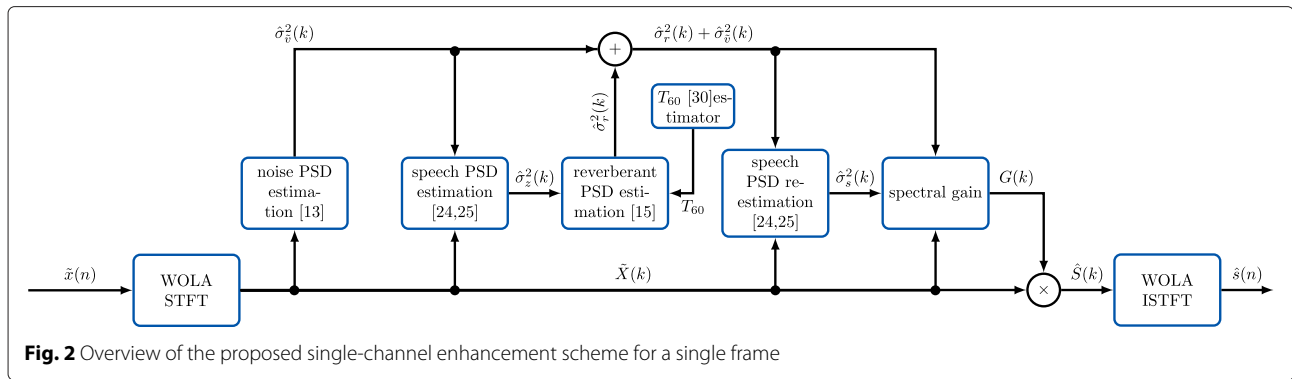 σ̂²_ṽ(k)
σ̂²_r(k) + σ̂²_ṽ(k)
+
σ̂²_r(k)
T₆₀ [30]es-
timator
noise PSD
estima-
tion [13]
speech PSD
estimation
[24,25]
σ̂²_z(k)
reverberant
PSD esti-
mation [15]
T₆₀
speech
PSD re-
estimation
[24,25]
σ̂²_s(k)
spectral gain
G(k)
x̃(n)
WOLA
STFT
X̃(k)
×
Ŝ(k)
WOLA
ISTFT
ŝ(n)
Fig. 2 Overview of the proposed single-channel enhancement scheme for a single frame